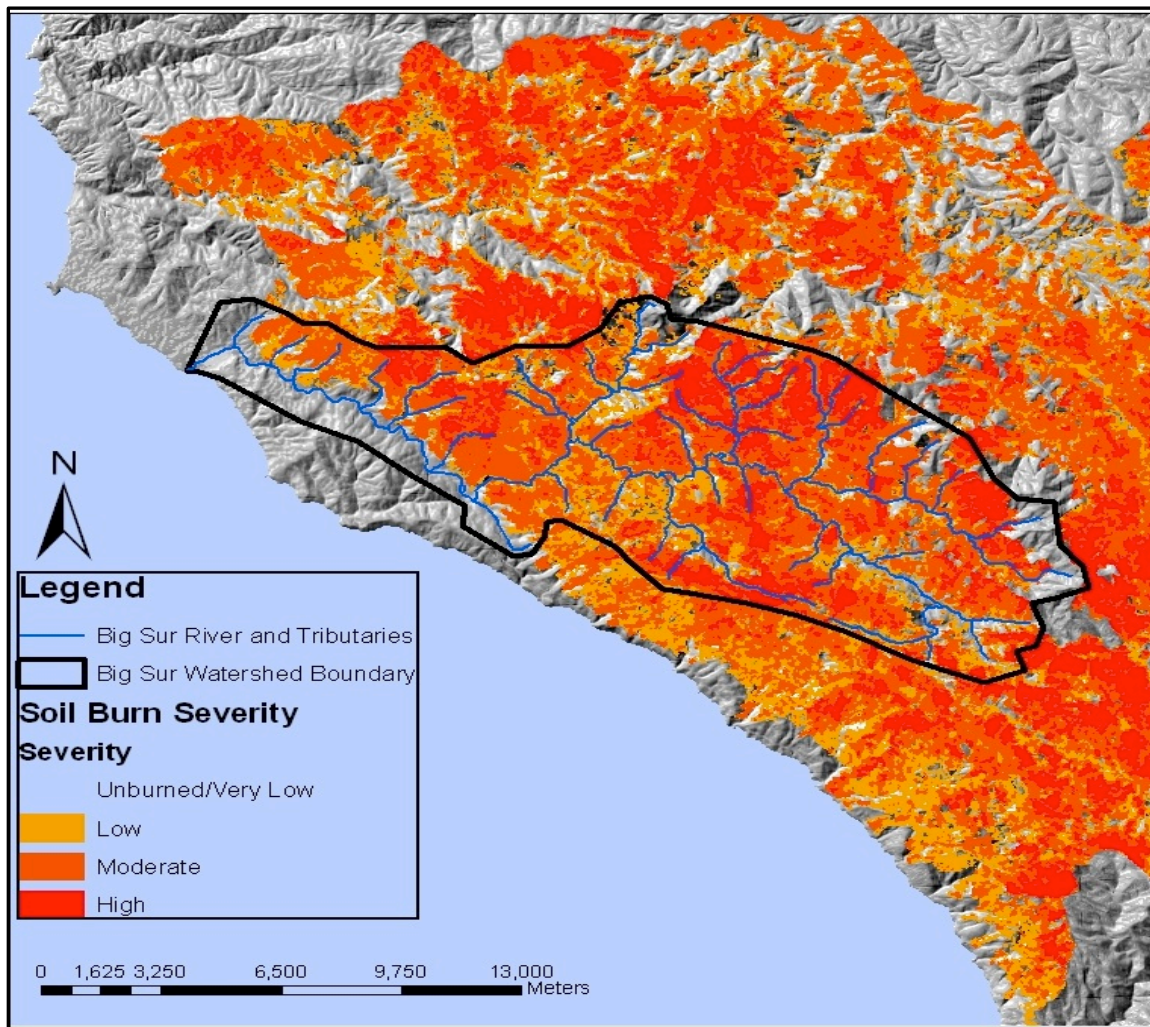 N
Legend
Big Sur River and Tributaries
Big Sur Watershed Boundary
Soil Burn Severity
Severity
Unburned/Very Low
Low
Moderate
High
0 1,625 3,250 6,500 9,750 13,000
Meters